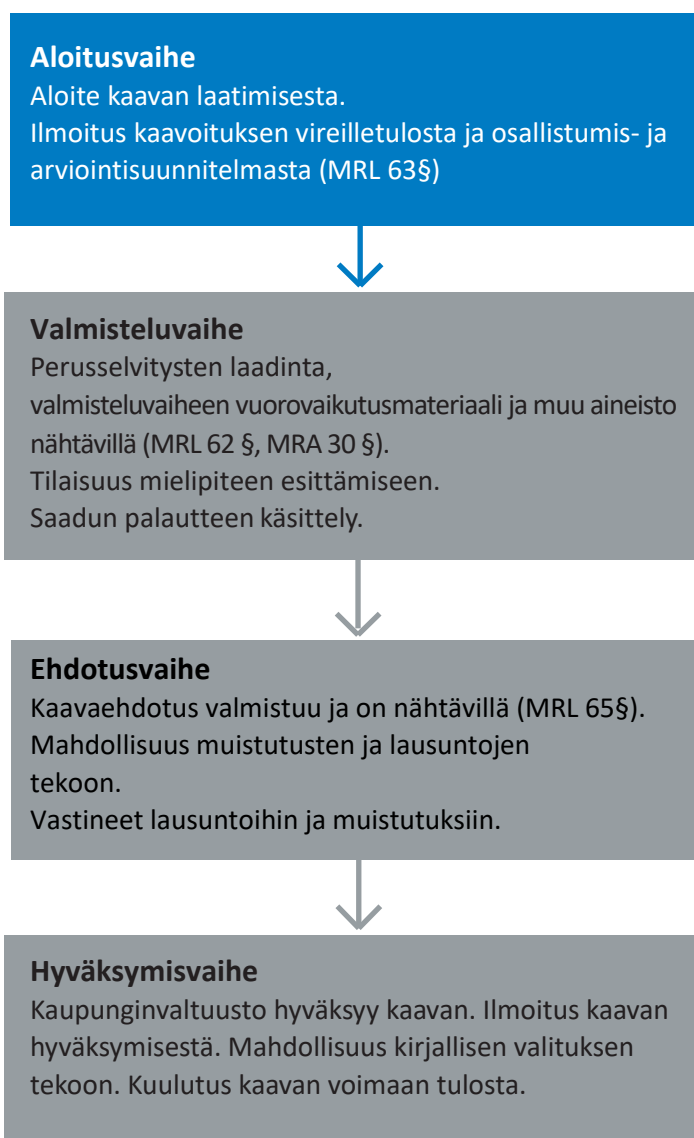 Aloitusvaihe
Aloite kaavan laatimisesta.
Ilmoitus kaavoituksen vireilletulosta ja osallistumis- ja
arviointisuunnitelmasta (MRL 63§)
Valmisteluvaihe
Perusselvitysten laadinta,
valmisteluvaiheen vuorovaikutusmateriaali ja muu aineisto
nähtävillä (MRL 62 §, MRA 30 §).
Tilaisuus mielipiteen esittämiseen.
Saadun palautteen käsittely.
Ehdotusvaihe
Kaavaehdotus valmistuu ja on nähtävillä (MRL 65§).
Mahdollisuus muistutusten ja lausuntojen
tekoon.
Vastineet lausuntoihin ja muistutuksiin.
Hyväksymisvaihe
Kaupunginvaltuusto hyväksyy kaavan. Ilmoitus kaavan
hyväksymisestä. Mahdollisuus kirjallisen valituksen
tekoon. Kuulutus kaavan voimaan tulosta.